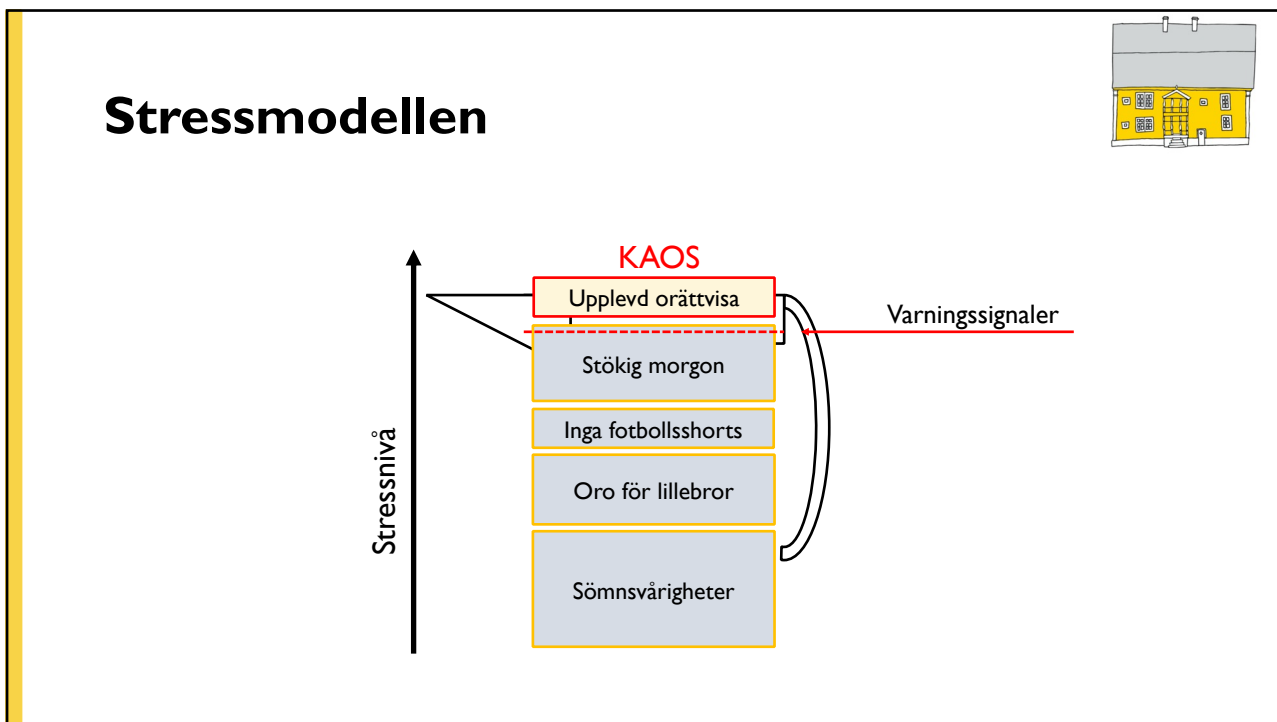 Stressmodellen
KAOS
Upplevd orättvisa
Varningssignaler
Stökig morgon
Inga fotbollsshorts
Oro för lillebror
Sömnsvårigheter
Stressnivå